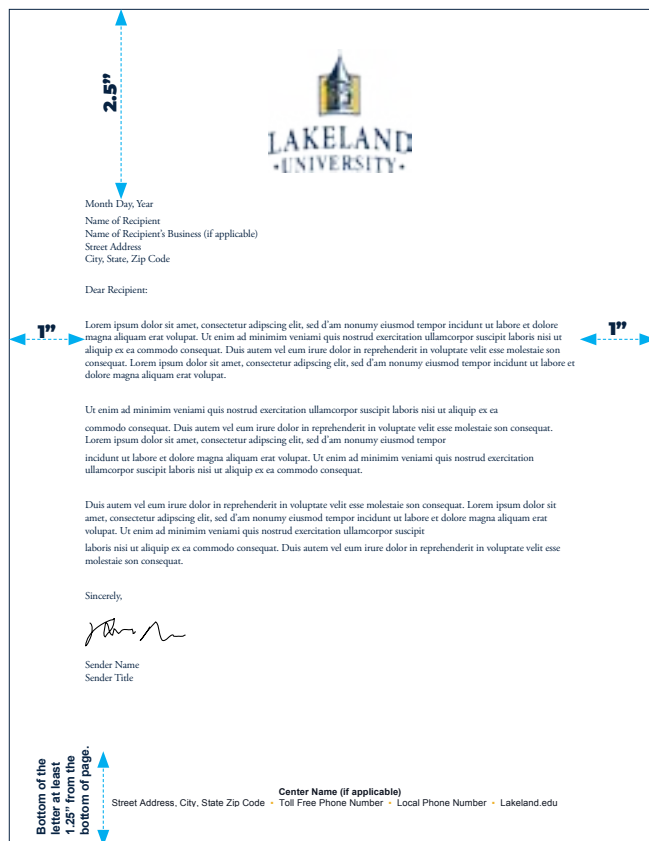 2.5”
LAKELAND
•UNIVERSITY•
Month Day, Year
Name of Recipient
Name of Recipient’s Business (if applicable)
Street Address
City, State, Zip Code
Dear Recipient:
1”
1”
Lorem ipsum dolor sit amet, consectetur adipscing elit, sed d’am nonumy eiusmod tempor incidunt ut labore et dolore
magna aliquam erat volupat. Ut enim ad minimim veniami quis nostrud exercitation ullamcorpor suscipit laboris nisi ut
aliquip ex ea commodo consequat. Duis autem vel eum irure dolor in reprehenderit in voluptate velit esse molestaie son
consequat. Lorem ipsum dolor sit amet, consectetur adipscing elit, sed d’am nonumy eiusmod tempor incidunt ut labore et
dolore magna aliquam erat volupat.
Ut enim ad minimim veniami quis nostrud exercitation ullamcorpor suscipit laboris nisi ut aliquip ex ea
commodo consequat. Duis autem vel eum irure dolor in reprehenderit in voluptate velit esse molestaie son consequat.
Lorem ipsum dolor sit amet, consectetur adipscing elit, sed d’am nonumy eiusmod tempor
incidunt ut labore et dolore magna aliquam erat volupat. Ut enim ad minimim veniami quis nostrud exercitation
ullamcorpor suscipit laboris nisi ut aliquip ex ea commodo consequat.
Duis autem vel eum irure dolor in reprehenderit in voluptate velit esse molestaie son consequat. Lorem ipsum dolor sit
amet, consectetur adipscing elit, sed d’am nonumy eiusmod tempor incidunt ut labore et dolore magna aliquam erat
volupat. Ut enim ad minimim veniami quis nostrud exercitation ullamcorpor suscipit
laboris nisi ut aliquip ex ea commodo consequat. Duis autem vel eum irure dolor in reprehenderit in voluptate velit esse
molestaie son consequat.
Sincerely,
Sender Name
Sender Title
Bottom of the
letter at least
1.25” from the
bottom of page.
Center Name (if applicable)
Street Address, City, State Zip Code • Toll Free Phone Number • Local Phone Number • Lakeland.edu